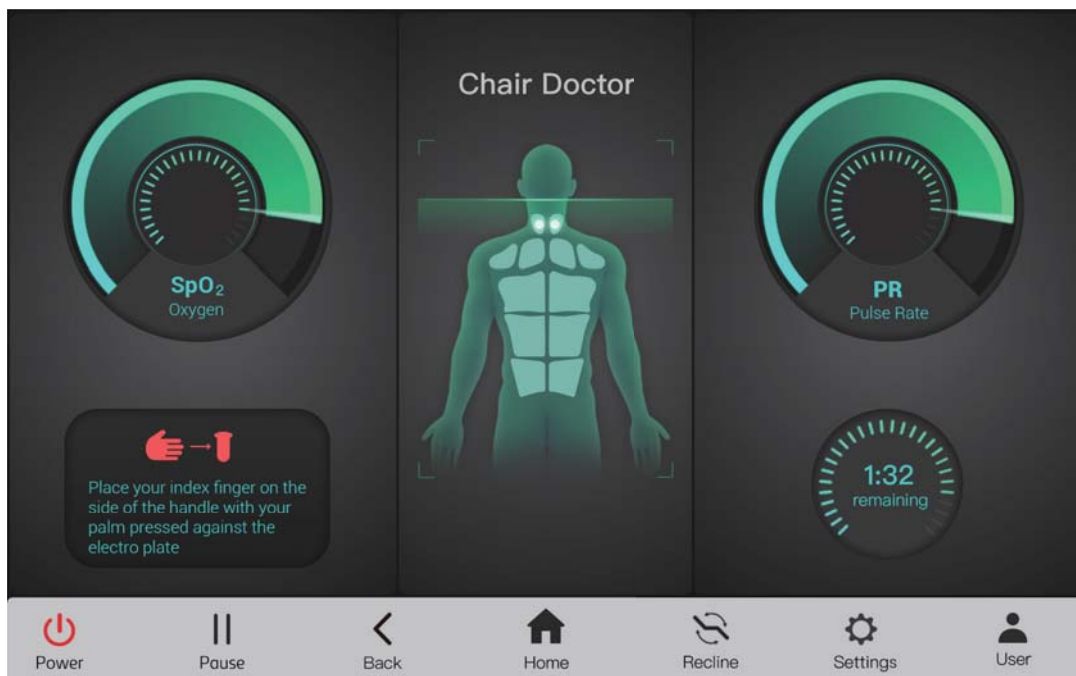 Chair Doctor
SpO₂
Oxygen
PR
Pulse Rate
Place your index finger on the
side of the handle with your
palm pressed against the
electro plate
1:32
remaining
Power
Pause
Back
Home
Recline
Settings
User